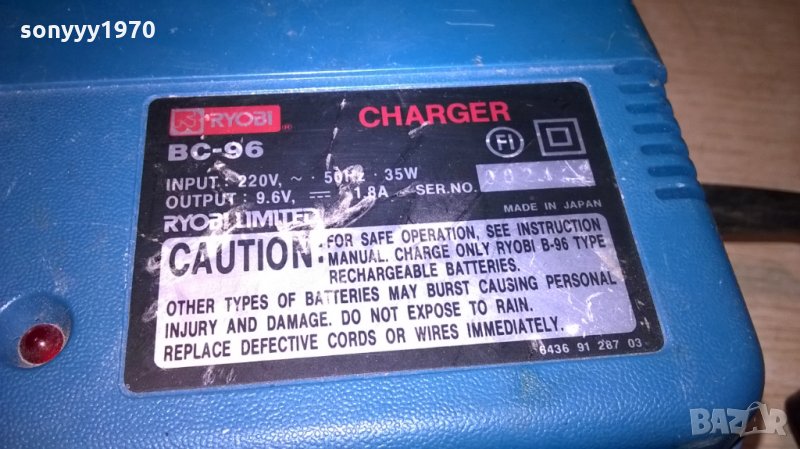 sonyyy1970
RYOBI ® CHARGER
BC-96
FI
INPUT : 220V, ~ · 50Hz · 35W
OUTPUT : 9.6V, 1.8A · SER.NO.
RYOBI LIMITED
MADE IN JAPAN
CAUTION: FOR SAFE OPERATION, SEE INSTRUCTION
MANUAL. CHARGE ONLY RYOBI B-96 TYPE
RECHARGEABLE BATTERIES.
OTHER TYPES OF BATTERIES MAY BURST CAUSING PERSONAL
INJURY AND DAMAGE. DO NOT EXPOSE TO RAIN.
REPLACE DEFECTIVE CORDS OR WIRES IMMEDIATELY.
6436 91 287 03
BAZAR